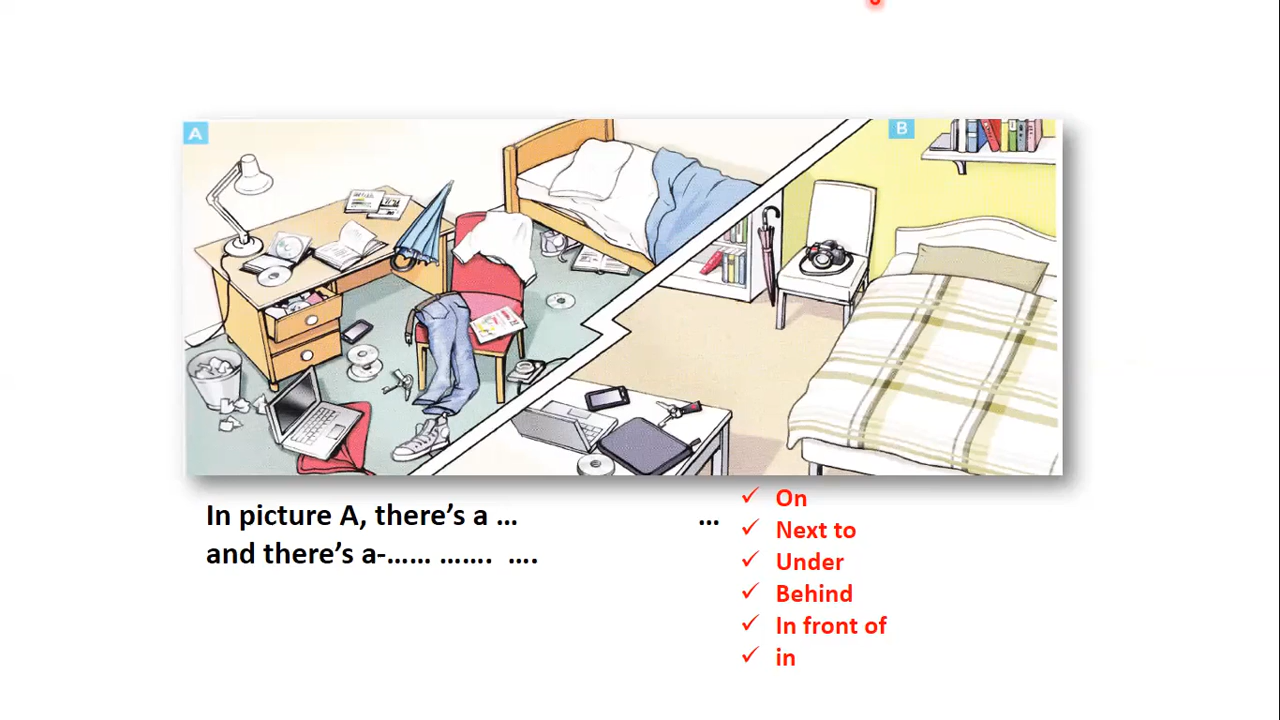 A
B
In picture A, there's a ... ...
and there's a-...... ....... ....
On
Next to
Under
Behind
In front of
in